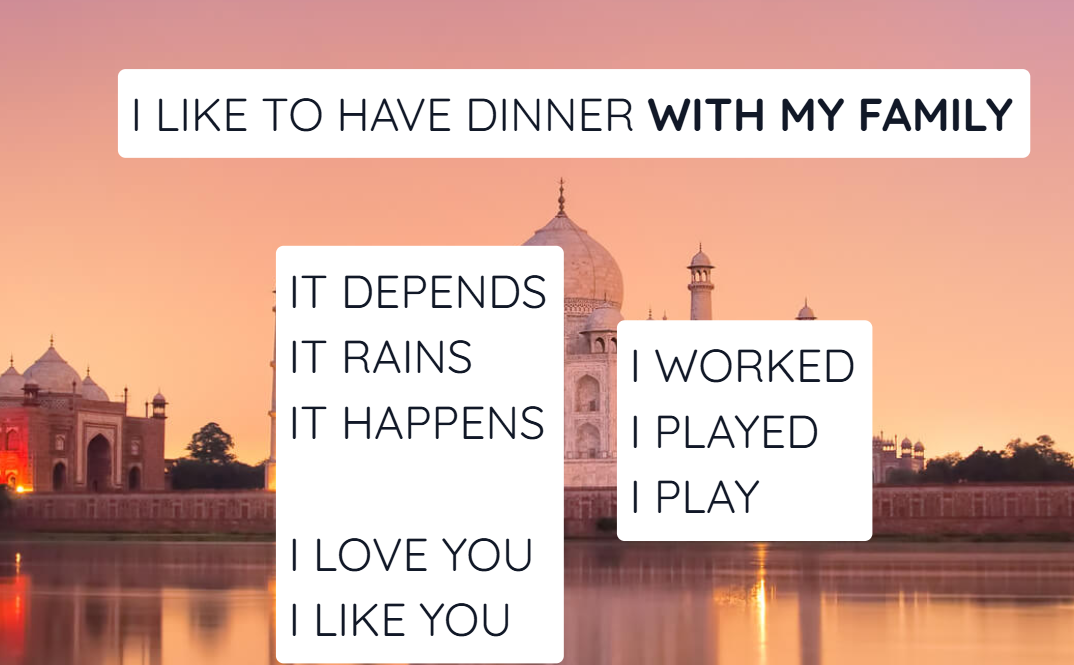 I LIKE TO HAVE DINNER WITH MY FAMILY
IT DEPENDS
IT RAINS
IT HAPPENS
I LOVE YOU
I LIKE YOU
I WORKED
I PLAYED
I PLAY